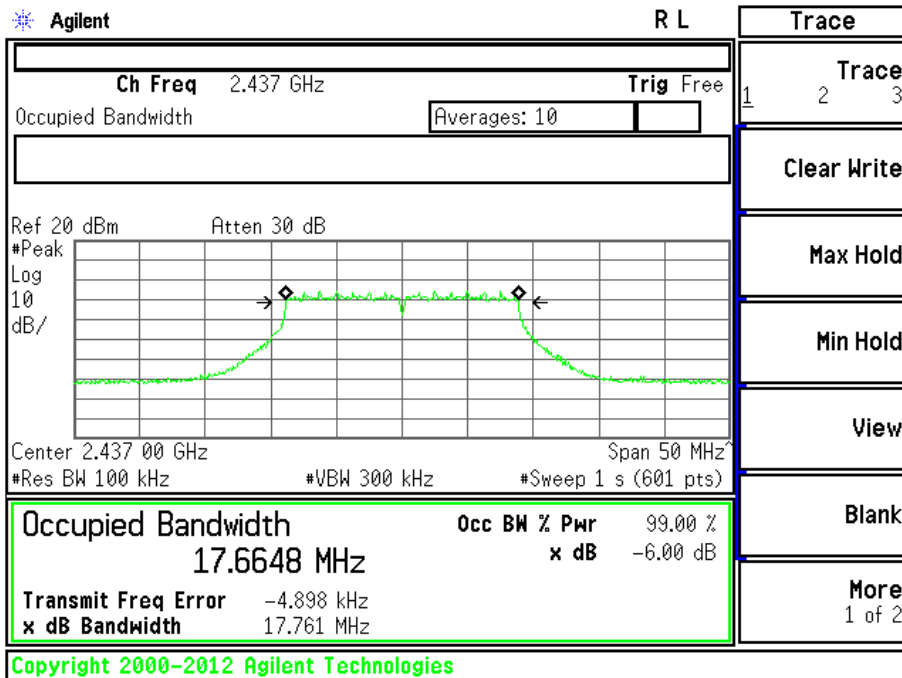 Agilent R L Trace
Ch Freq 2.437 GHz Trig Free
Occupied Bandwidth Averages: 10
Ref 20 dBm Atten 30 dB
#Peak
Log
10
dB/
Center 2.437 00 GHz Span 50 MHz^
#Res BW 100 kHz #VBW 300 kHz #Sweep 1 s (601 pts)
Occupied Bandwidth Occ BW % Pwr 99.00 %
17.6648 MHz x dB -6.00 dB
Transmit Freq Error -4.898 kHz
x dB Bandwidth 17.761 MHz
Copyright 2000-2012 Agilent Technologies
Trace
1 2 3
Clear Write
Max Hold
Min Hold
View
Blank
More
1 of 2